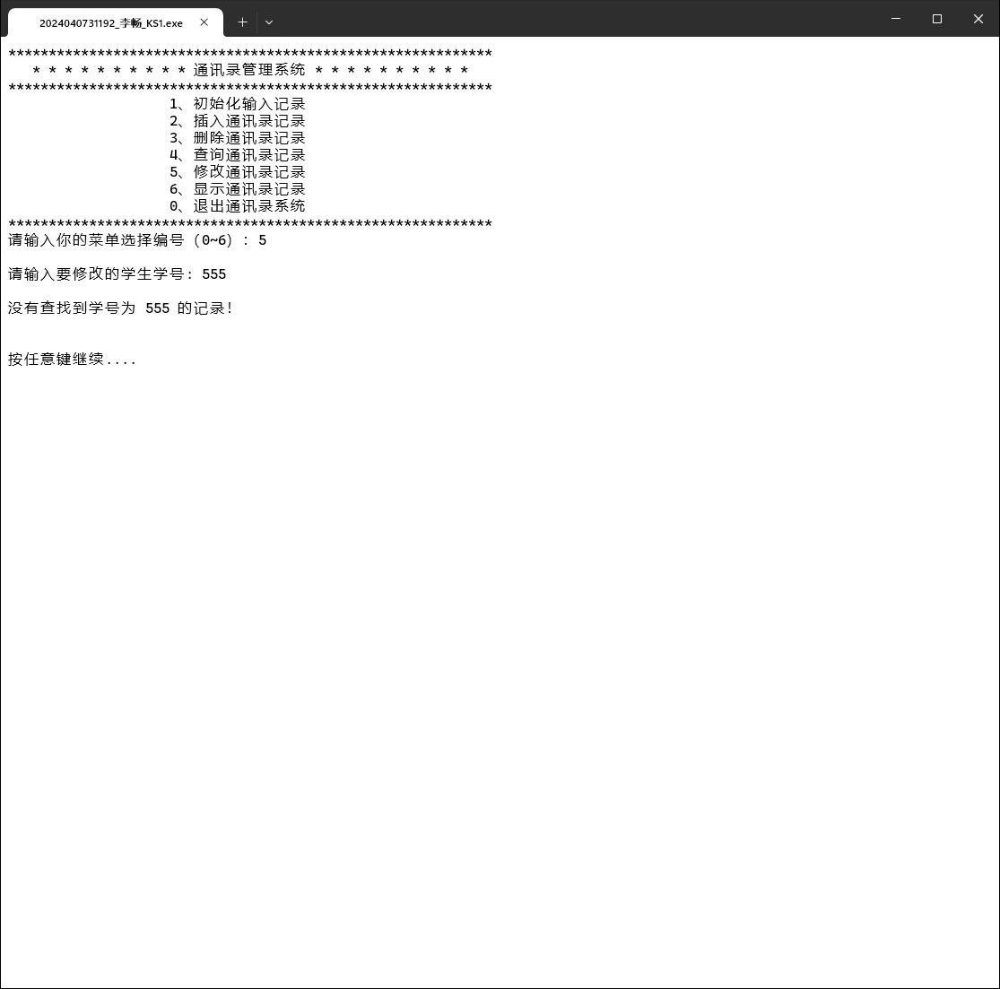 2024040731192_李畅_KS1.exe
************************************************************
* * * * * * * * * * 通讯录管理系统 * * * * * * * * * *
************************************************************
1、初始化输入记录
2、插入通讯录记录
3、删除通讯录记录
4、查询通讯录记录
5、修改通讯录记录
6、显示通讯录记录
0、退出通讯录系统
************************************************************
请输入你的菜单选择编号（0~6）：5
请输入要修改的学生学号：555
没有查找到学号为 555 的记录！
按任意键继续....